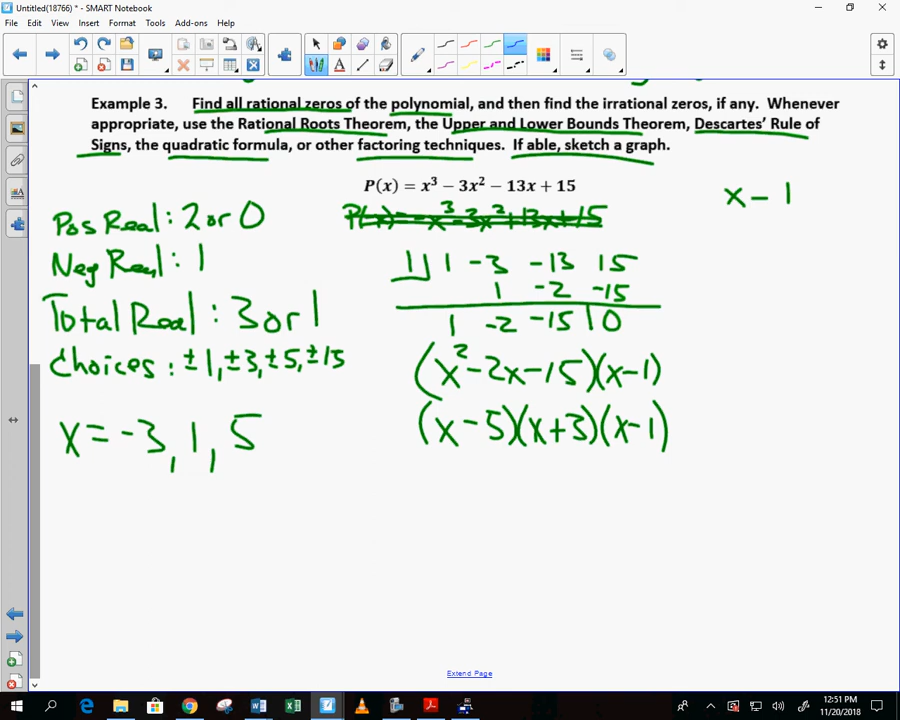 Untitled(18766) * - SMART Notebook
File Edit View Insert Format Tools Add-ons Help
Example 3. Find all rational zeros of the polynomial, and then find the irrational zeros, if any. Whenever
appropriate, use the Rational Roots Theorem, the Upper and Lower Bounds Theorem, Descartes' Rule of
Signs, the quadratic formula, or other factoring techniques. If able, sketch a graph.
P(x) = x³ − 3x² − 13x + 15
x - 1
Pos Real: 2 or 0
P(-x) = -x³-3x²+13x+15
Neg Real: 1
1| 1 -3 -13 15
1 -2 -15
Total Real: 3 or 1
1 -2 -15 | 0
Choices: ±1, ±3, ±5, ±15
(x²-2x-15)(x-1)
x = -3, 1, 5
(x-5)(x+3)(x-1)
Extend Page
12:51 PM
11/20/2018